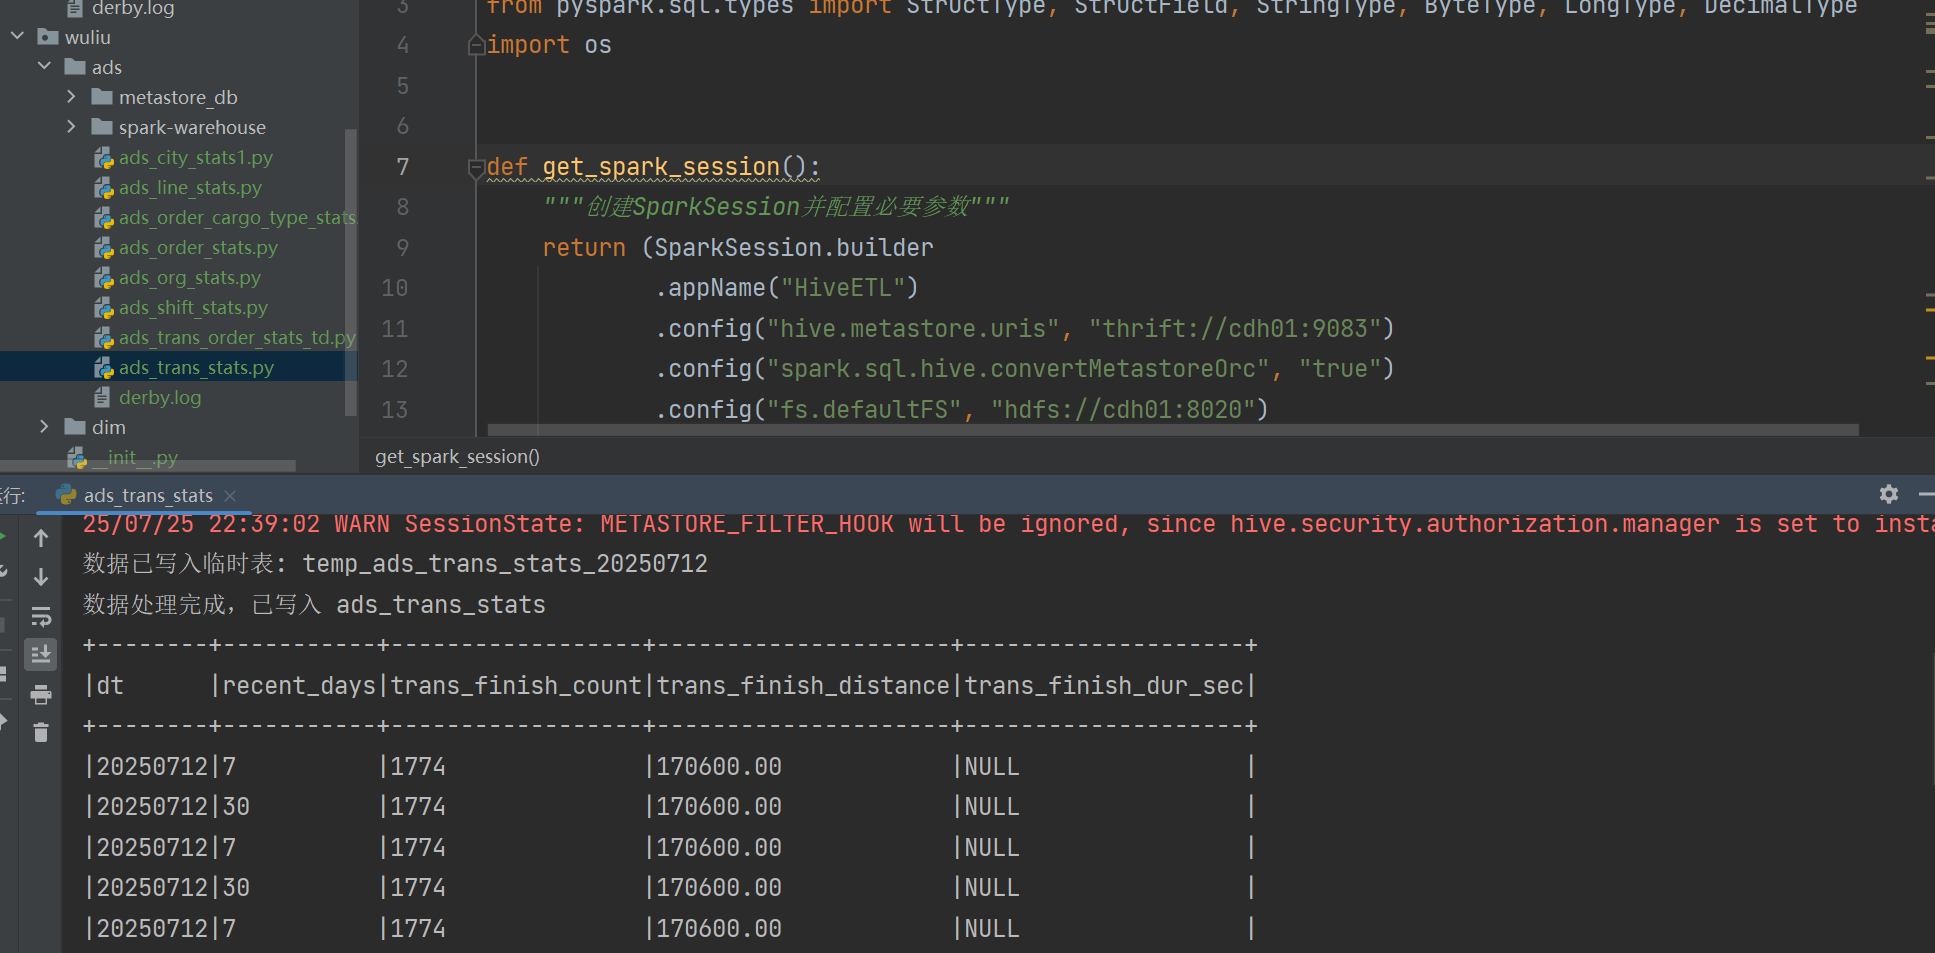 derby.log
wuliu
ads
metastore_db
spark-warehouse
ads_city_stats1.py
ads_line_stats.py
ads_order_cargo_type_stats.
ads_order_stats.py
ads_org_stats.py
ads_shift_stats.py
ads_trans_order_stats_td.py
ads_trans_stats.py
derby.log
dim
__init__.py
3 from pyspark.sql.types import StructType, StructField, StringType, ByteType, LongType, DecimalType
4 import os
5
6
7 def get_spark_session():
8 """创建SparkSession并配置必要参数"""
9 return (SparkSession.builder
10 .appName("HiveETL")
11 .config("hive.metastore.uris", "thrift://cdh01:9083")
12 .config("spark.sql.hive.convertMetastoreOrc", "true")
13 .config("fs.defaultFS", "hdfs://cdh01:8020")
get_spark_session()
运行: ads_trans_stats
25/07/25 22:39:02 WARN SessionState: METASTORE_FILTER_HOOK will be ignored, since hive.security.authorization.manager is set to insta
数据已写入临时表: temp_ads_trans_stats_20250712
数据处理完成，已写入 ads_trans_stats
+--------+-----------+------------------+---------------------+--------------------+
|dt      |recent_days|trans_finish_count|trans_finish_distance|trans_finish_dur_sec|
+--------+-----------+------------------+---------------------+--------------------+
|20250712|7          |1774              |170600.00            |NULL                |
|20250712|30         |1774              |170600.00            |NULL                |
|20250712|7          |1774              |170600.00            |NULL                |
|20250712|30         |1774              |170600.00            |NULL                |
|20250712|7          |1774              |170600.00            |NULL                |